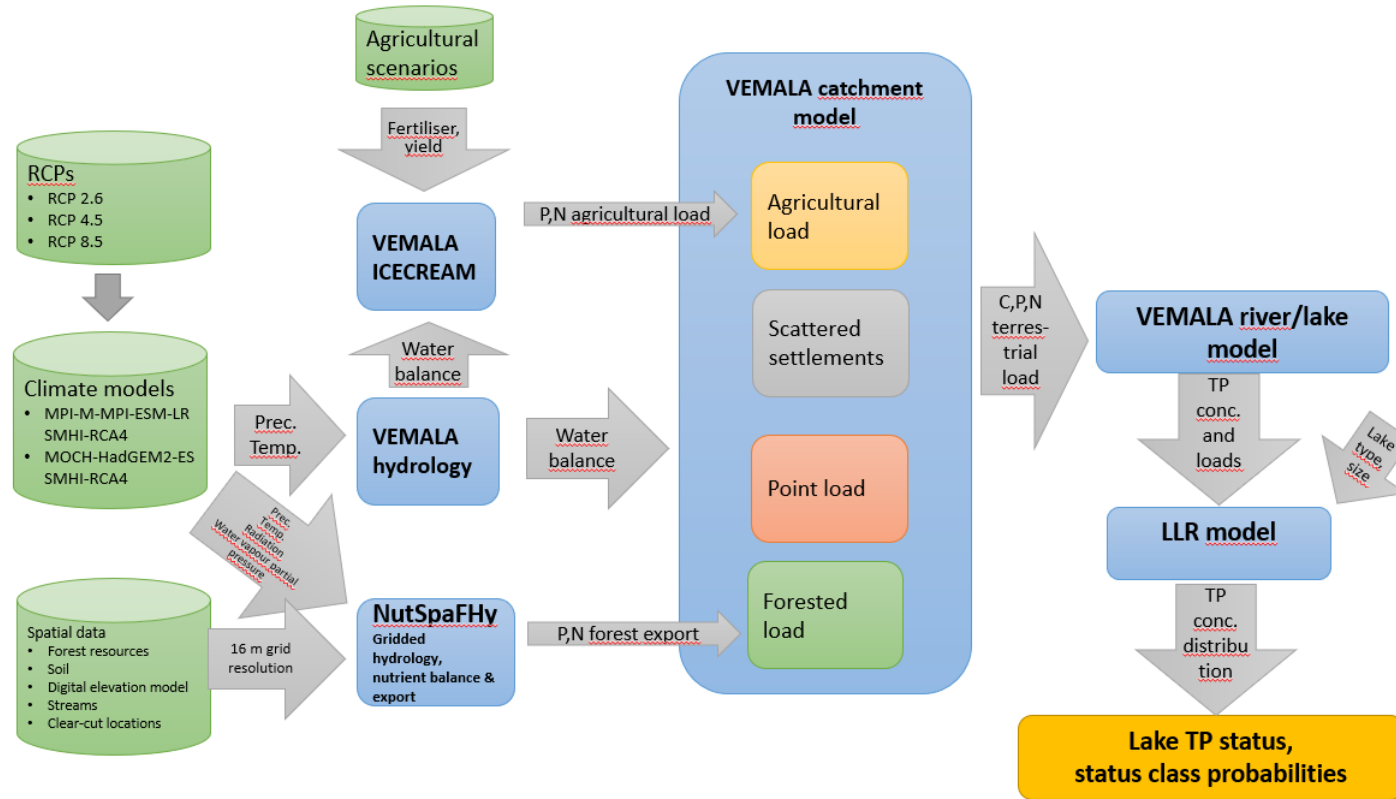 Agricultural
scenarios
Fertiliser,
yield
RCPs
• RCP 2.6
• RCP 4.5
• RCP 8.5
Climate models
• MPI-M-MPI-ESM-LR
SMHI-RCA4
• MOCH-HadGEM2-ES
SMHI-RCA4
Prec.
Temp.
Prec.
Temp.
Radiation
Water vapour partial
pressure
Spatial data
• Forest resources
• Soil
• Digital elevation model
• Streams
• Clear-cut locations
16 m grid
resolution
VEMALA
ICECREAM
Water
balance
VEMALA
hydrology
NutSpaFHy
Gridded
hydrology,
nutrient balance &
export
P,N agricultural load
Water
balance
P,N forest export
VEMALA catchment
model
Agricultural
load
Scattered
settlements
Point load
Forested
load
C,P,N
terres-
trial
load
VEMALA river/lake
model
TP
conc.
and
loads
Lake
type,
size
LLR model
TP
conc.
distribu
tion
Lake TP status,
status class probabilities